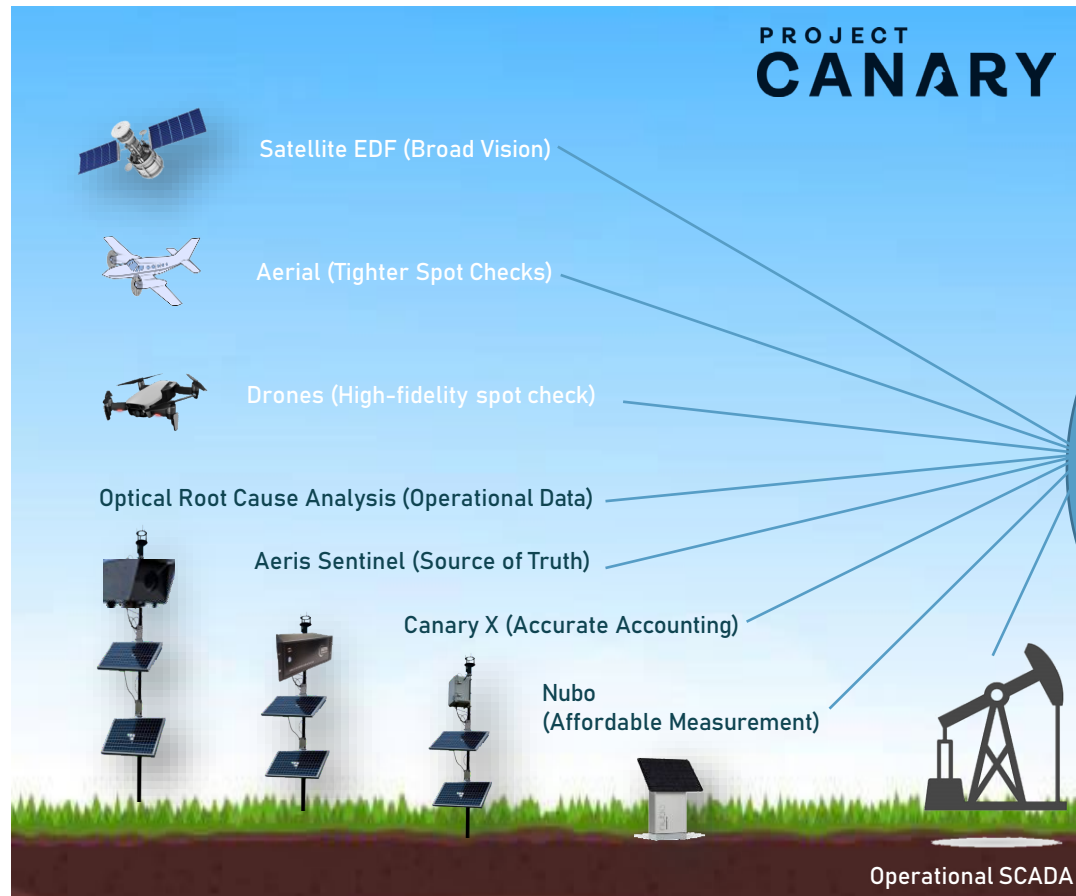 PROJECT
CANARY
Satellite EDF (Broad Vision)
Aerial (Tighter Spot Checks)
Drones (High-fidelity spot check)
Optical Root Cause Analysis (Operational Data)
Aeris Sentinel (Source of Truth)
Canary X (Accurate Accounting)
Nubo
(Affordable Measurement)
nubo
Operational SCADA